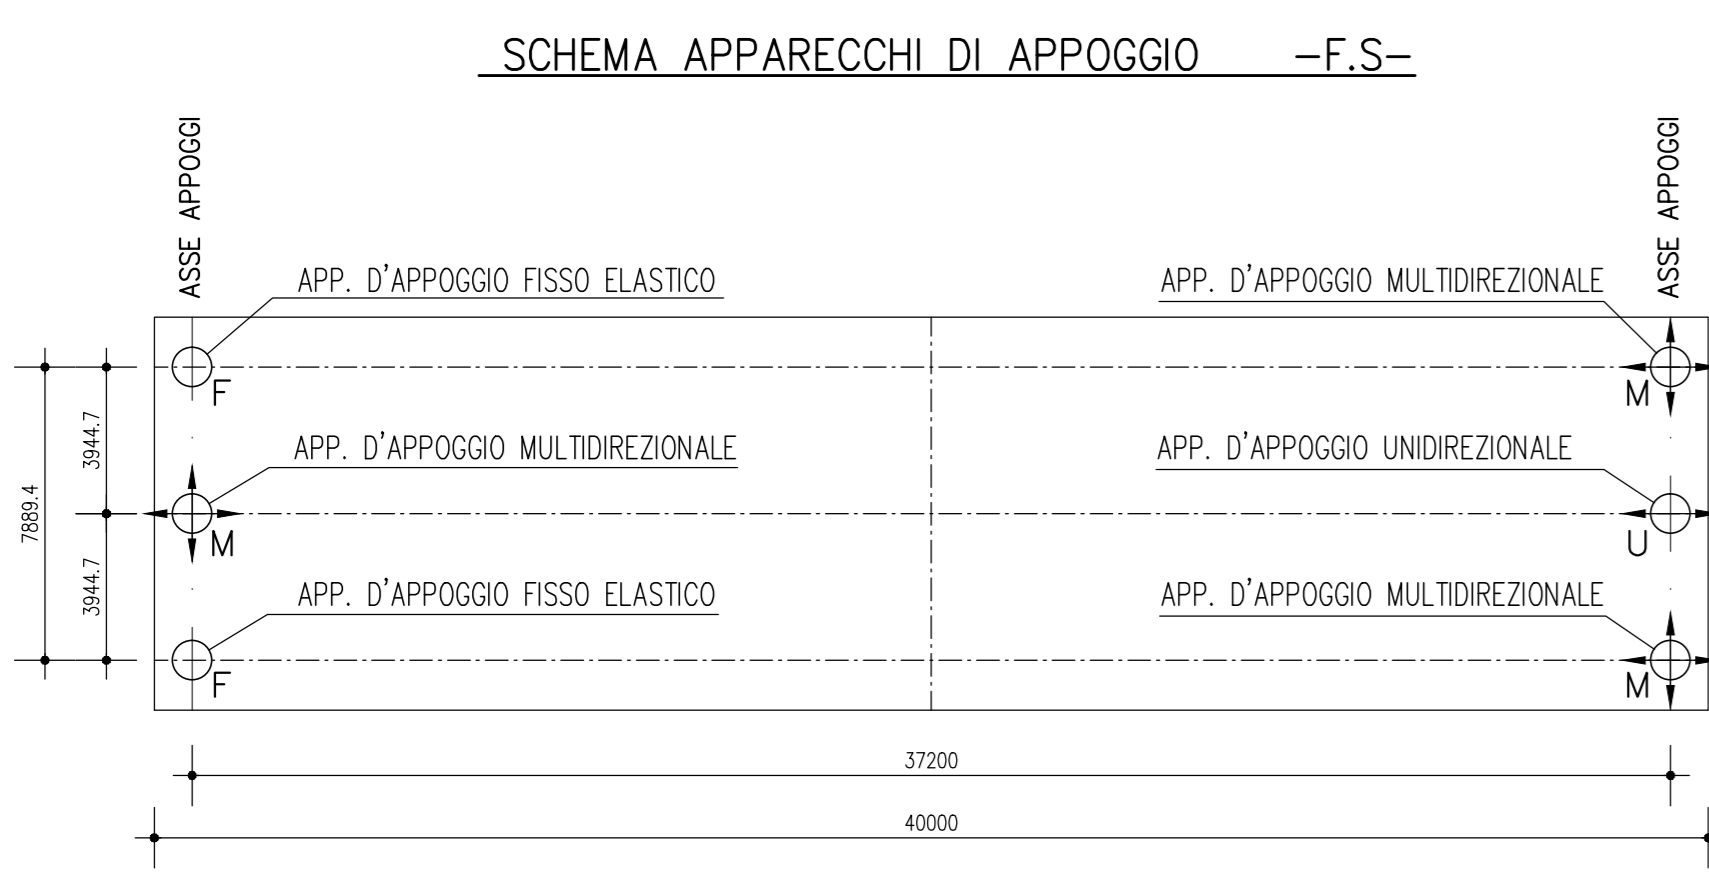 SCHEMA APPARECCHI DI APPOGGIO -F.S-
ASSE APPOGGI
ASSE APPOGGI
APP. D'APPOGGIO FISSO ELASTICO
APP. D'APPOGGIO MULTIDIREZIONALE
F
M
3944.7
APP. D'APPOGGIO MULTIDIREZIONALE
APP. D'APPOGGIO UNIDIREZIONALE
7889.4
M
U
3944.7
APP. D'APPOGGIO FISSO ELASTICO
APP. D'APPOGGIO MULTIDIREZIONALE
F
M
37200
40000